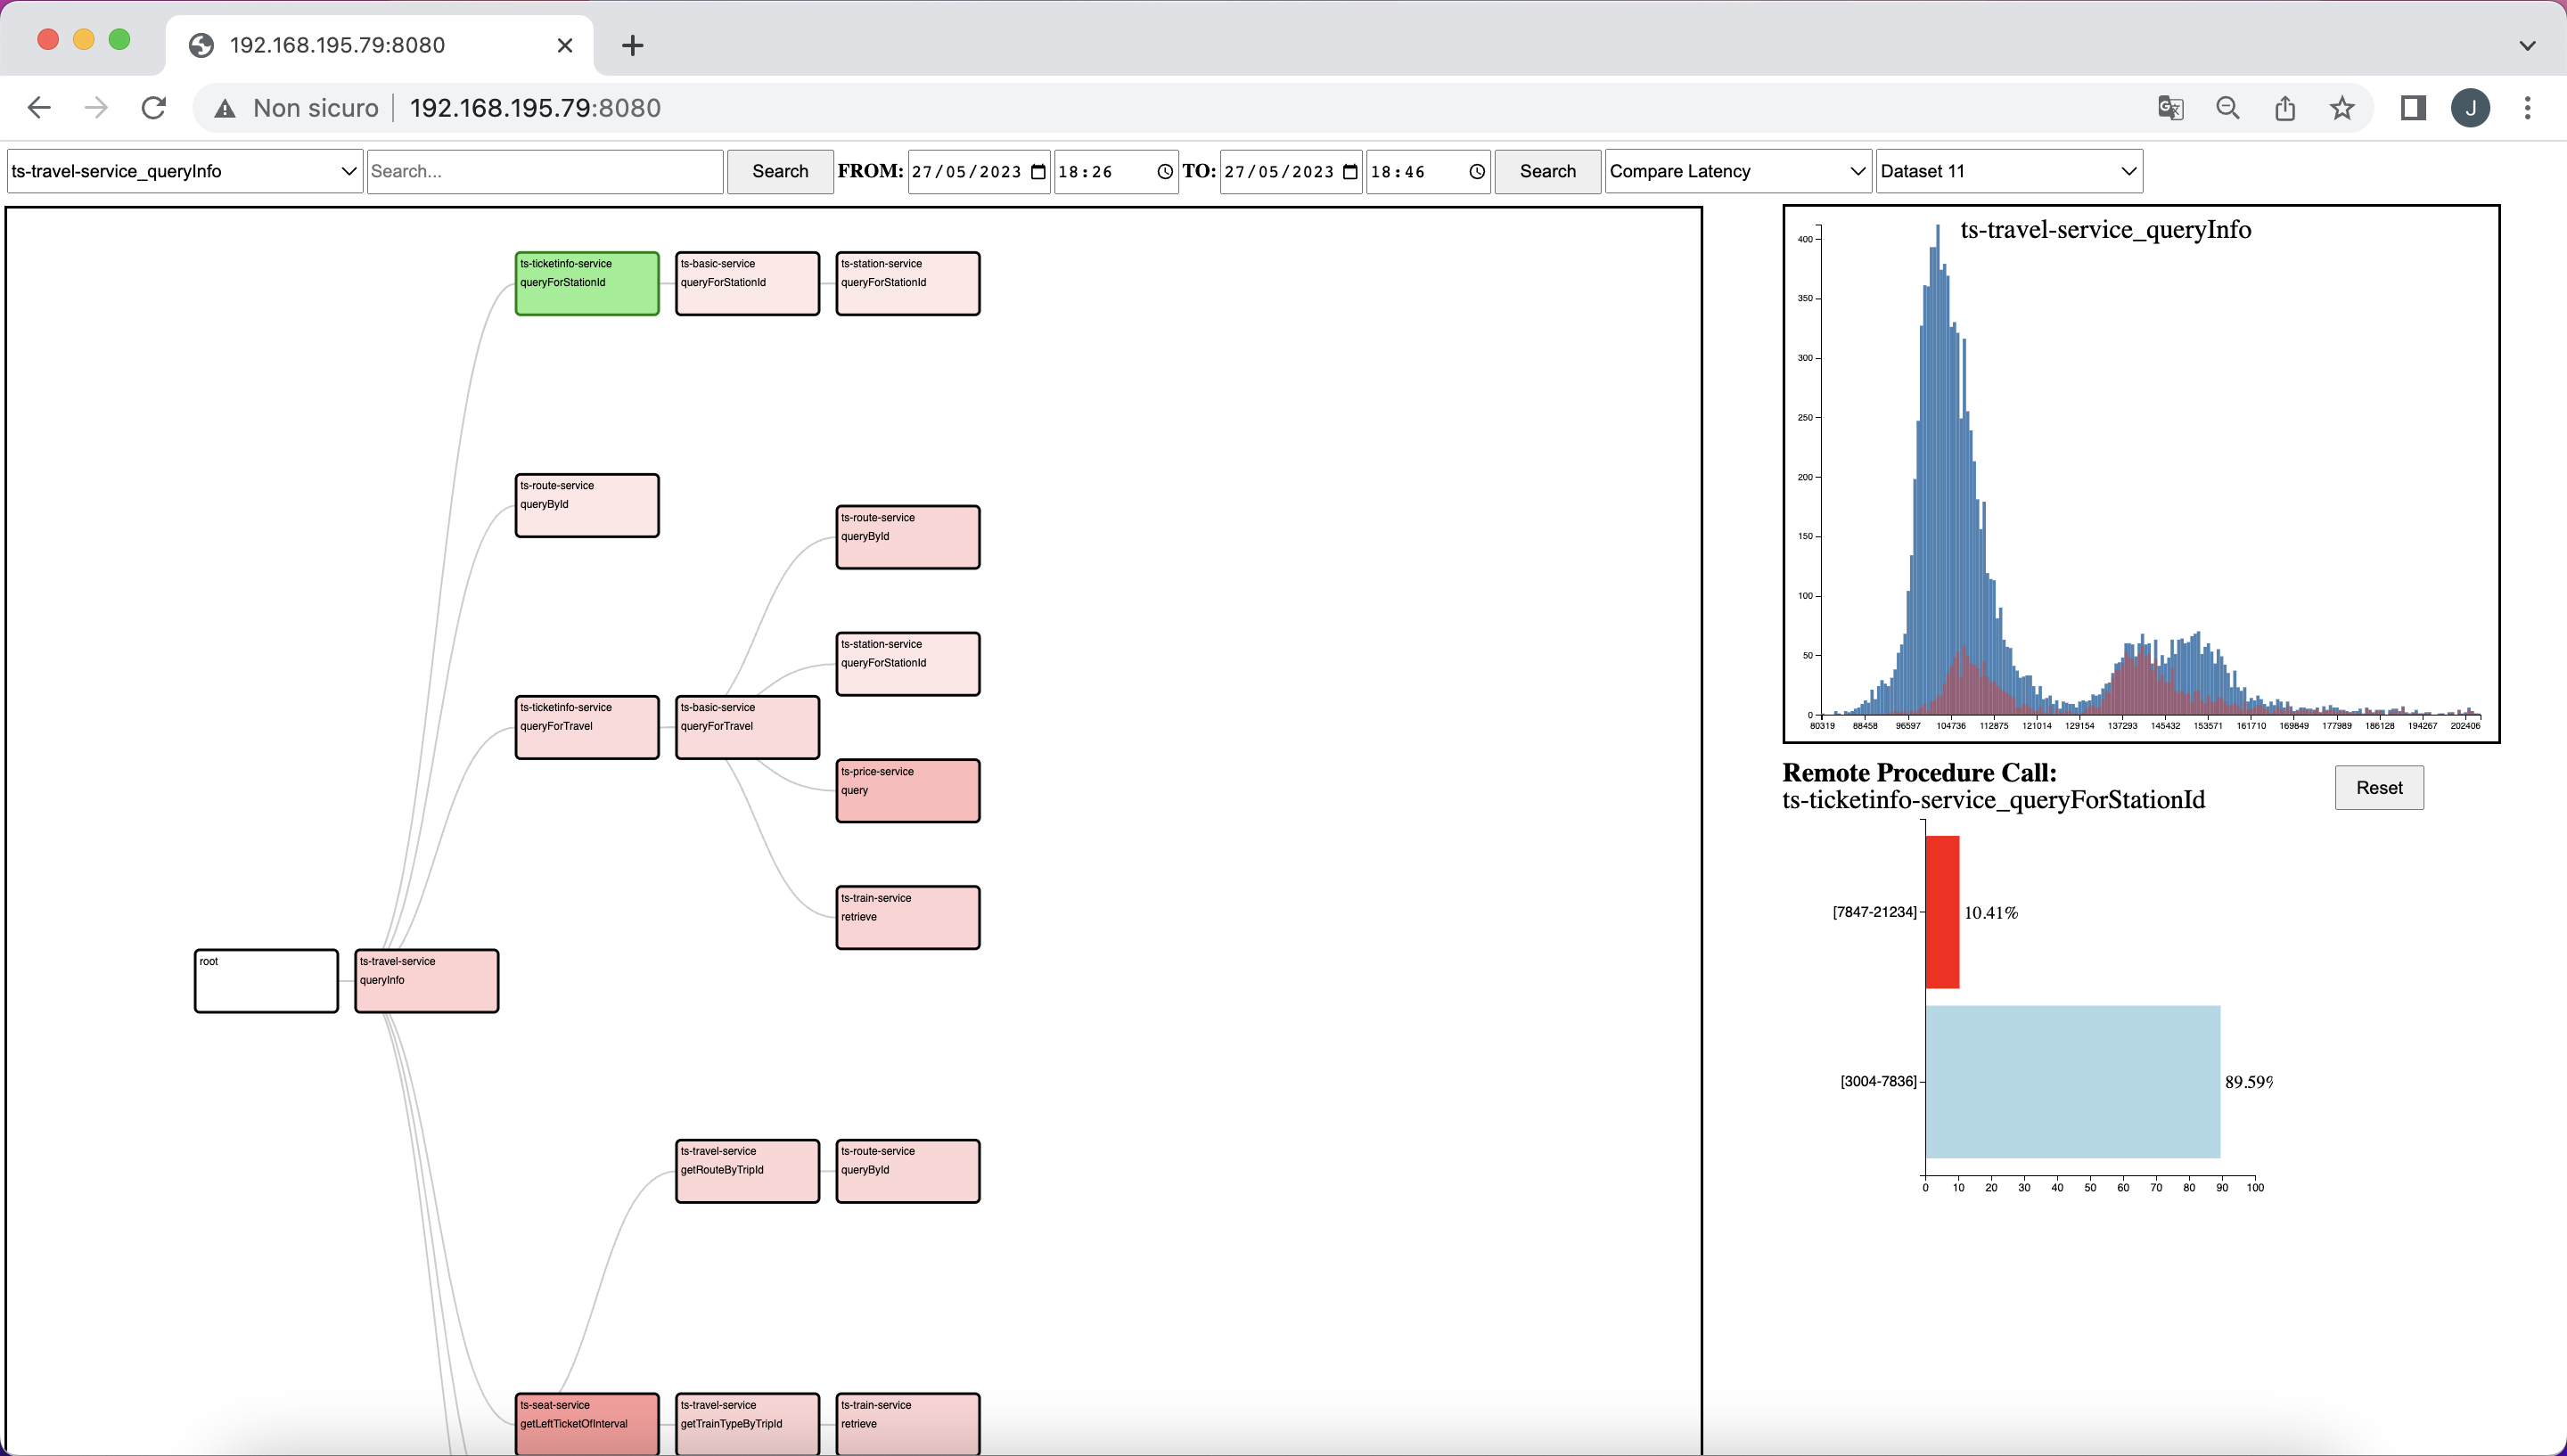 192.168.195.79:8080
Non sicuro 192.168.195.79:8080
J
ts-travel-service_queryInfo Search... Search FROM: 27/05/2023 18:26 TO: 27/05/2023 18:46 Search Compare Latency Dataset 11
ts-ticketinfo-service
queryForStationId
ts-basic-service
queryForStationId
ts-station-service
queryForStationId
ts-route-service
queryById
ts-route-service
queryById
ts-station-service
queryForStationId
ts-ticketinfo-service
queryForTravel
ts-basic-service
queryForTravel
ts-price-service
query
ts-train-service
retrieve
root
ts-travel-service
queryInfo
ts-travel-service
getRouteByTripId
ts-route-service
queryById
ts-seat-service
getLeftTicketOfInterval
ts-travel-service
getTrainTypeByTripId
ts-train-service
retrieve
ts-travel-service_queryInfo
400
350
300
250
200
150
100
50
0
80319 88458 96597 104736 112875 121014 129154 137293 145432 153571 161710 169849 177989 186128 194267 202406
Remote Procedure Call:
ts-ticketinfo-service_queryForStationId
Reset
[7847-21234] 10.41%
[3004-7836] 89.59%
0 10 20 30 40 50 60 70 80 90 100